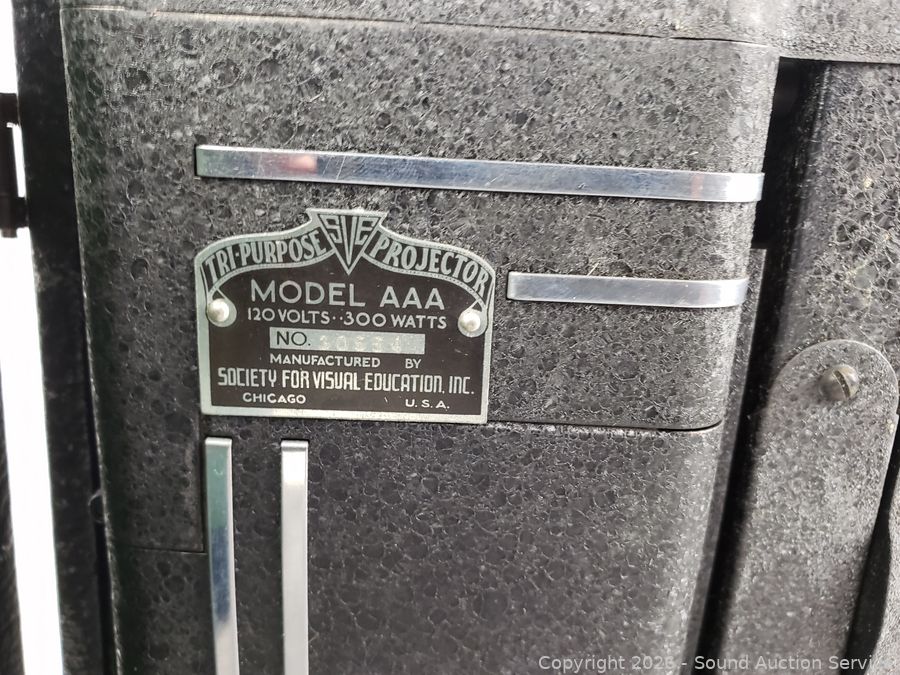 SVE
TRI-PURPOSE PROJECTOR
MODEL AAA
120 VOLTS··300 WATTS
NO.
MANUFACTURED BY
SOCIETY FOR VISUAL EDUCATION, INC.
CHICAGO U.S.A.
Copyright 2025 - Sound Auction Service